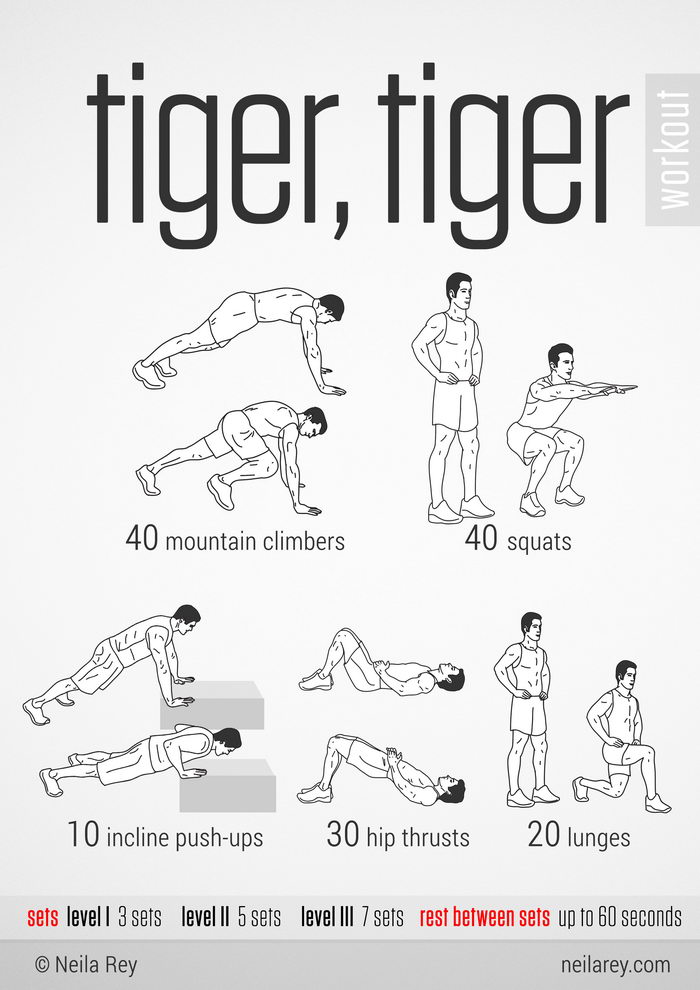 tiger, tiger
workout
40 mountain climbers
40 squats
10 incline push-ups
30 hip thrusts
20 lunges
sets level I 3 sets level II 5 sets level III 7 sets rest between sets up to 60 seconds
© Neila Rey
neilarey.com